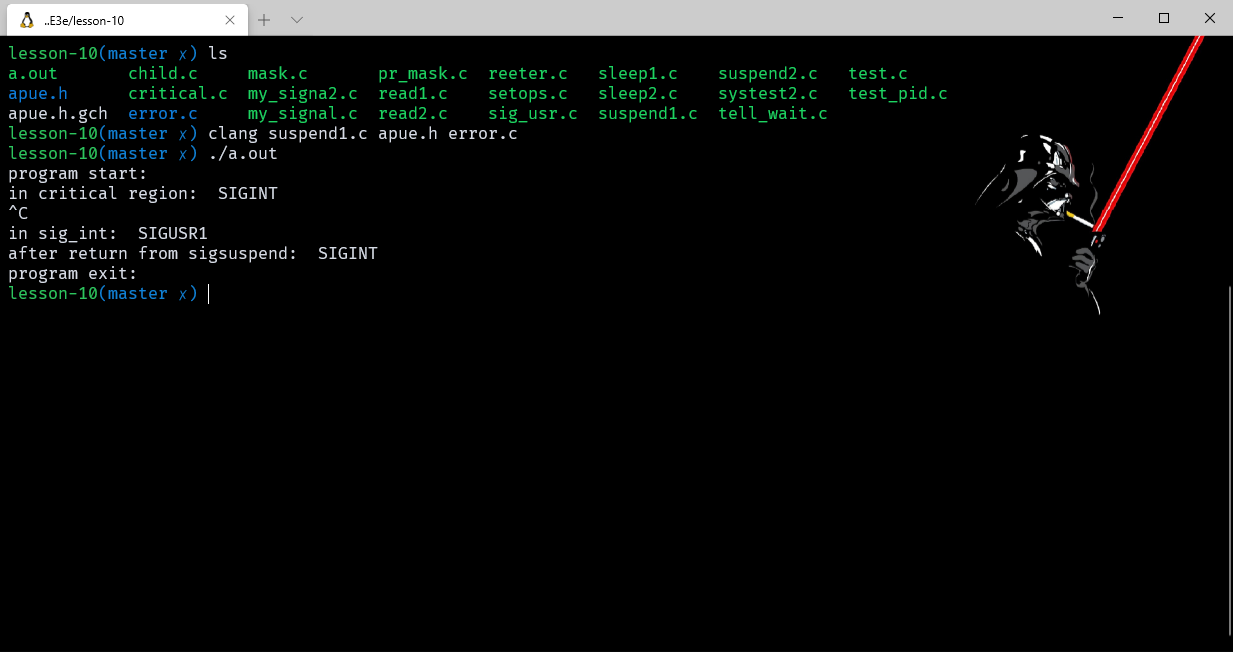 ..E3e/lesson-10
lesson-10(master ✗) ls
a.out child.c mask.c pr_mask.c reeter.c sleep1.c suspend2.c test.c
apue.h critical.c my_signa2.c read1.c setops.c sleep2.c systest2.c test_pid.c
apue.h.gch error.c my_signal.c read2.c sig_usr.c suspend1.c tell_wait.c
lesson-10(master ✗) clang suspend1.c apue.h error.c
lesson-10(master ✗) ./a.out
program start:
in critical region:  SIGINT
^C
in sig_int:  SIGUSR1
after return from sigsuspend:  SIGINT
program exit:
lesson-10(master ✗)